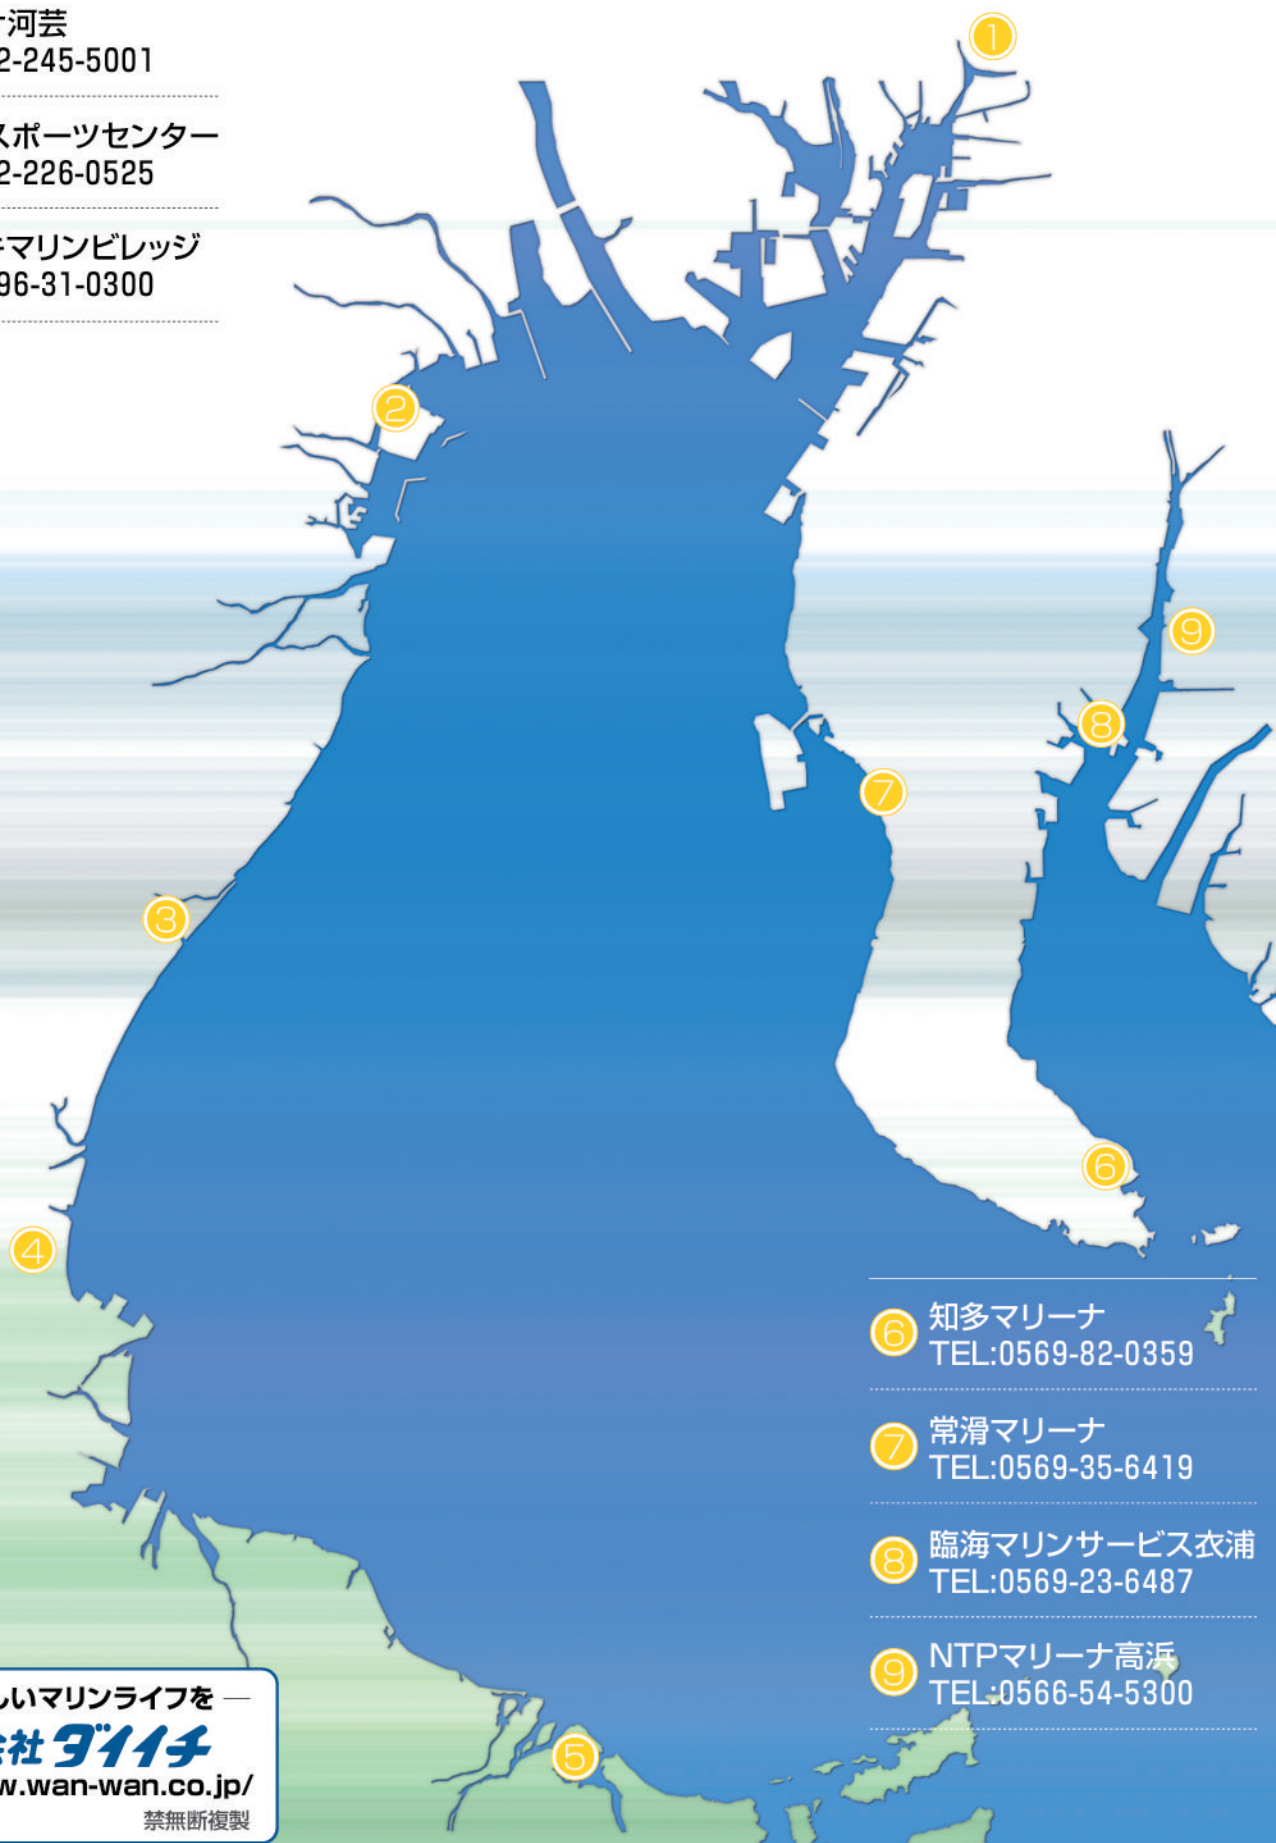 河芸
2-245-5001
スポーツセンター
2-226-0525
マリンビレッジ
96-31-0300
①
②
③
④
⑤
⑥
⑦
⑧
⑨
⑥ 知多マリーナ
TEL:0569-82-0359
⑦ 常滑マリーナ
TEL:0569-35-6419
⑧ 臨海マリンサービス衣浦
TEL:0569-23-6487
⑨ NTPマリーナ高浜
TEL:0566-54-5300
しいマリンライフを ―
会社 ダイイチ
w.wan-wan.co.jp/
禁無断複製